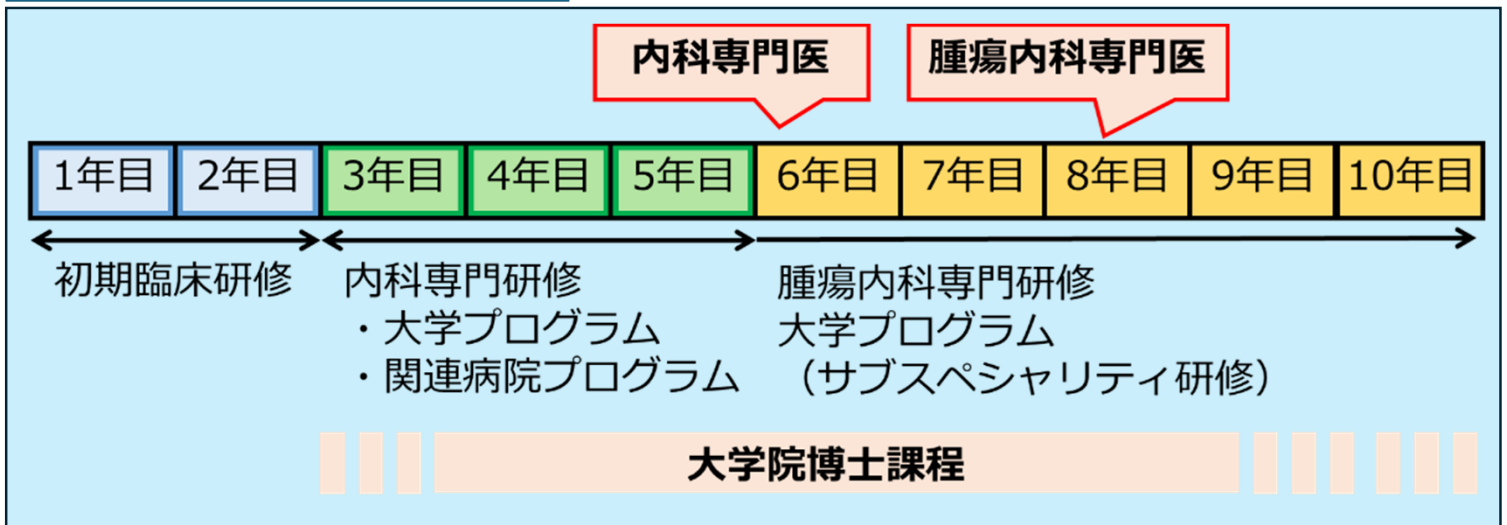 内科専門医
腫瘍内科専門医
1年目
2年目
3年目
4年目
5年目
6年目
7年目
8年目
9年目
10年目
初期臨床研修
内科専門研修
・大学プログラム
・関連病院プログラム
腫瘍内科専門研修
大学プログラム
（サブスペシャリティ研修）
大学院博士課程